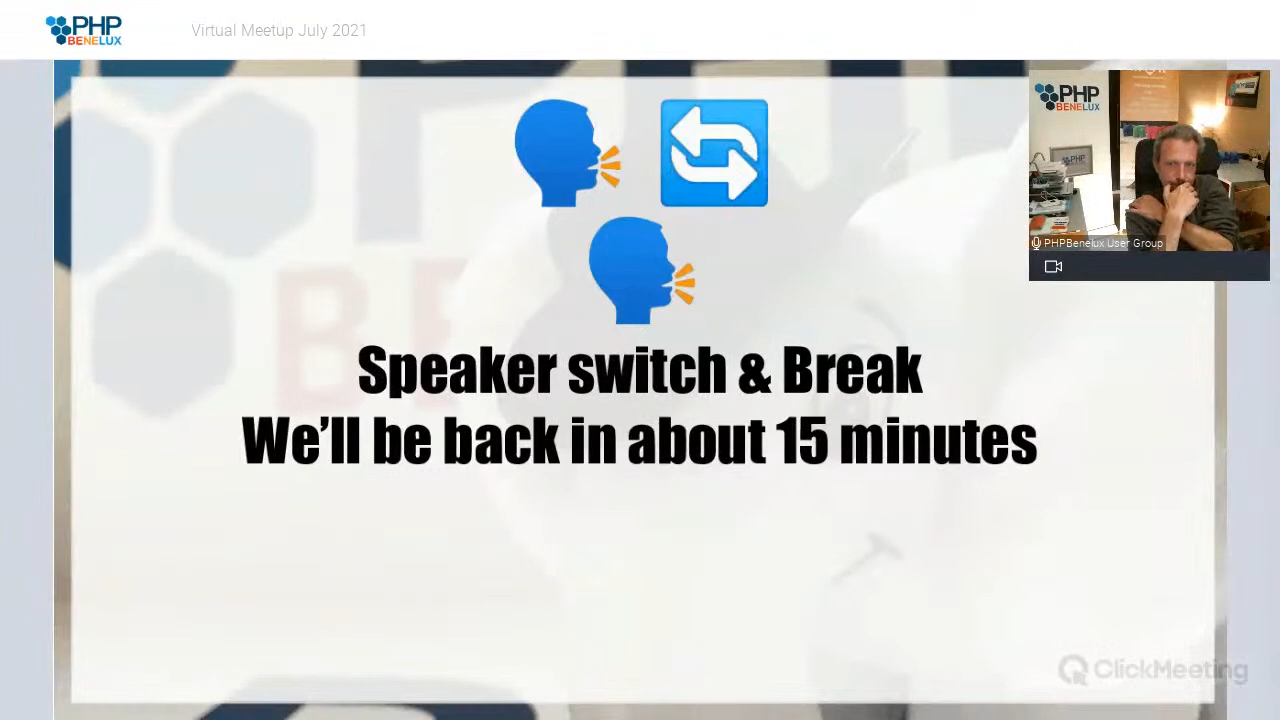 PHP
BENELUX
Virtual Meetup July 2021
PHP
BENELUX
PHP
PHPBenelux User Group
Speaker switch & Break
We'll be back in about 15 minutes
ClickMeeting